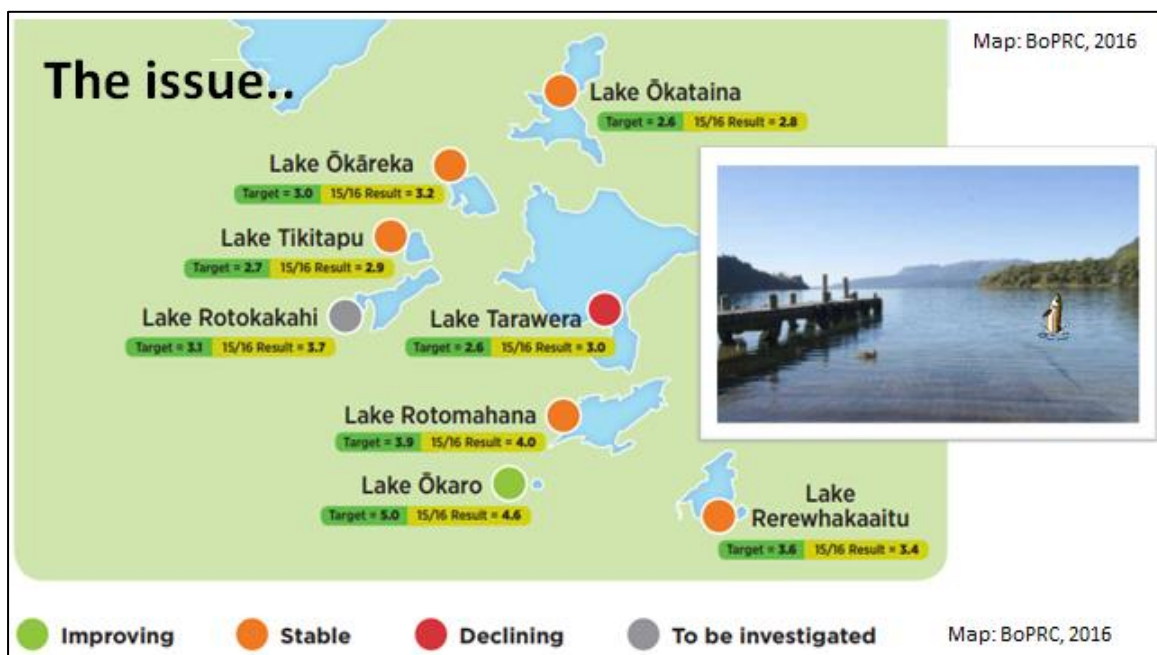 Map: BoPRC, 2016
The issue..
Lake Ōkataina
Target = 2.6 15/16 Result = 2.8
Lake Ōkāreka
Target = 3.0 15/16 Result = 3.2
Lake Tikitapu
Target = 2.7 15/16 Result = 2.9
Lake Rotokakahi
Target = 3.1 15/16 Result = 3.7
Lake Tarawera
Target = 2.6 15/16 Result = 3.0
Lake Rotomahana
Target = 3.9 15/16 Result = 4.0
Lake Ōkaro
Target = 5.0 15/16 Result = 4.6
Lake
Rerewhakaaitu
Target = 3.6 15/16 Result = 3.4
Improving Stable Declining To be investigated Map: BoPRC, 2016